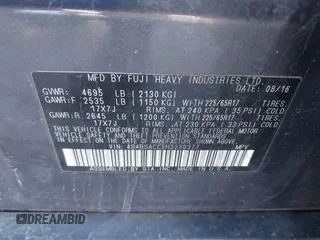 MFD. BY FUJI HEAVY INDUSTRIES LTD.
DATE: 08/16
GVWR: 4695 LB (2130 KG)
GAWR:F 2535 LB (1150 KG) WITH 225/65R17 TIRES,
17X7J RIMS, AT 240 KPA (35 PSI) COLD
GAWR:R 2645 LB (1200 KG) WITH 225/65R17 TIRES,
17X7J RIMS, AT 230 KPA (33 PSI) COLD
THIS VEHICLE CONFORMS TO ALL APPLICABLE
FEDERAL MOTOR VEHICLE SAFETY, BUMPER, AND
THEFT PREVENTION STANDARDS IN EFFECT ON
THE DATE OF MANUFACTURE SHOWN ABOVE.
VIN:
ASSEMBLED BY SIA, INC. IN U.S.A.